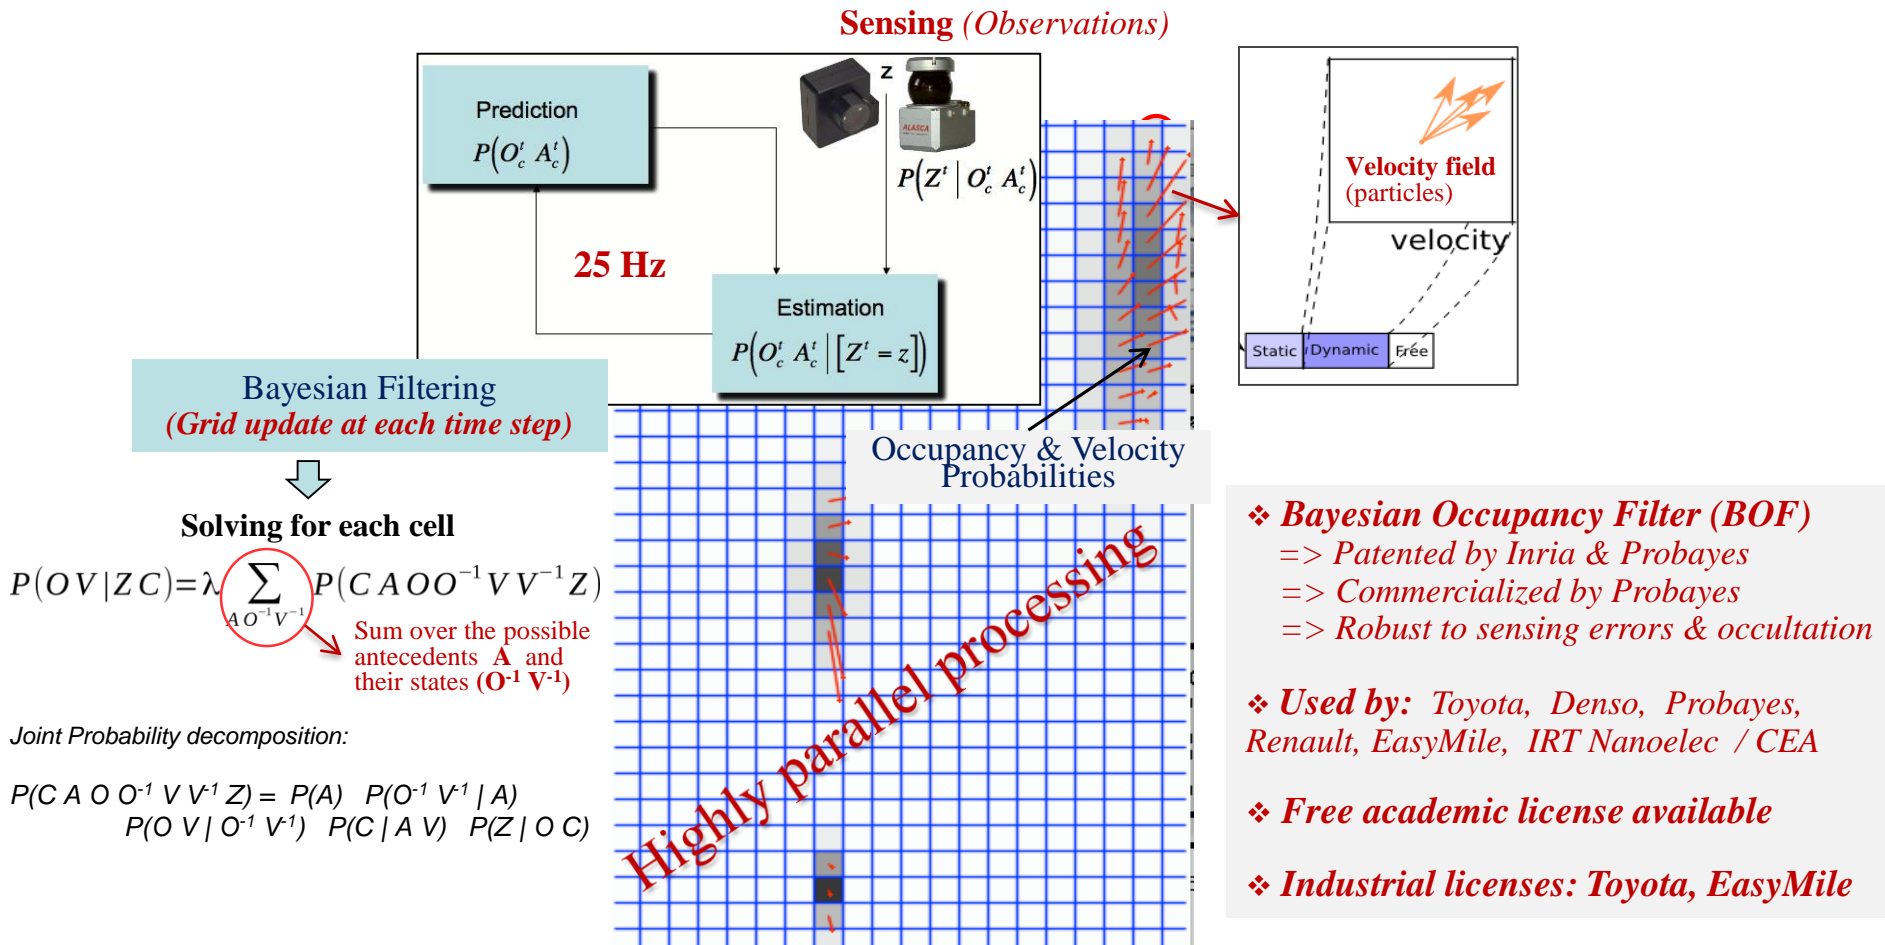 Sensing (Observations)
Prediction
P(O_c^t A_c^t)
z
ALASCA
P(Z^t | O_c^t A_c^t)
25 Hz
Estimation
P(O_c^t A_c^t | [Z^t = z])
Velocity field
(particles)
velocity
Static Dynamic Free
Bayesian Filtering
(Grid update at each time step)
Occupancy & Velocity
Probabilities
Solving for each cell
P(OV|ZC)=λ∑P(C A O O⁻¹ V V⁻¹ Z)
A O⁻¹ V⁻¹
Sum over the possible
antecedents A and
their states (O⁻¹ V⁻¹)
Joint Probability decomposition:
P(C A O O⁻¹ V V⁻¹ Z) = P(A) P(O⁻¹ V⁻¹ | A)
P(O V | O⁻¹ V⁻¹) P(C | A V) P(Z | O C)
Highly parallel processing
❖ Bayesian Occupancy Filter (BOF)
=> Patented by Inria & Probayes
=> Commercialized by Probayes
=> Robust to sensing errors & occultation
❖ Used by: Toyota, Denso, Probayes,
Renault, EasyMile, IRT Nanoelec / CEA
❖ Free academic license available
❖ Industrial licenses: Toyota, EasyMile